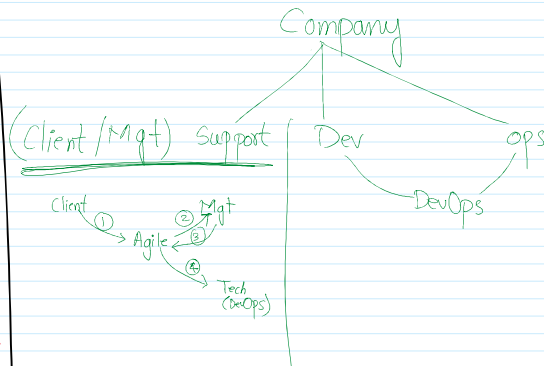 Company
(Client/Mgt) Support Dev ops
Client Mgt DevOps
1 2
3
Agile
4
Tech
(DevOps)